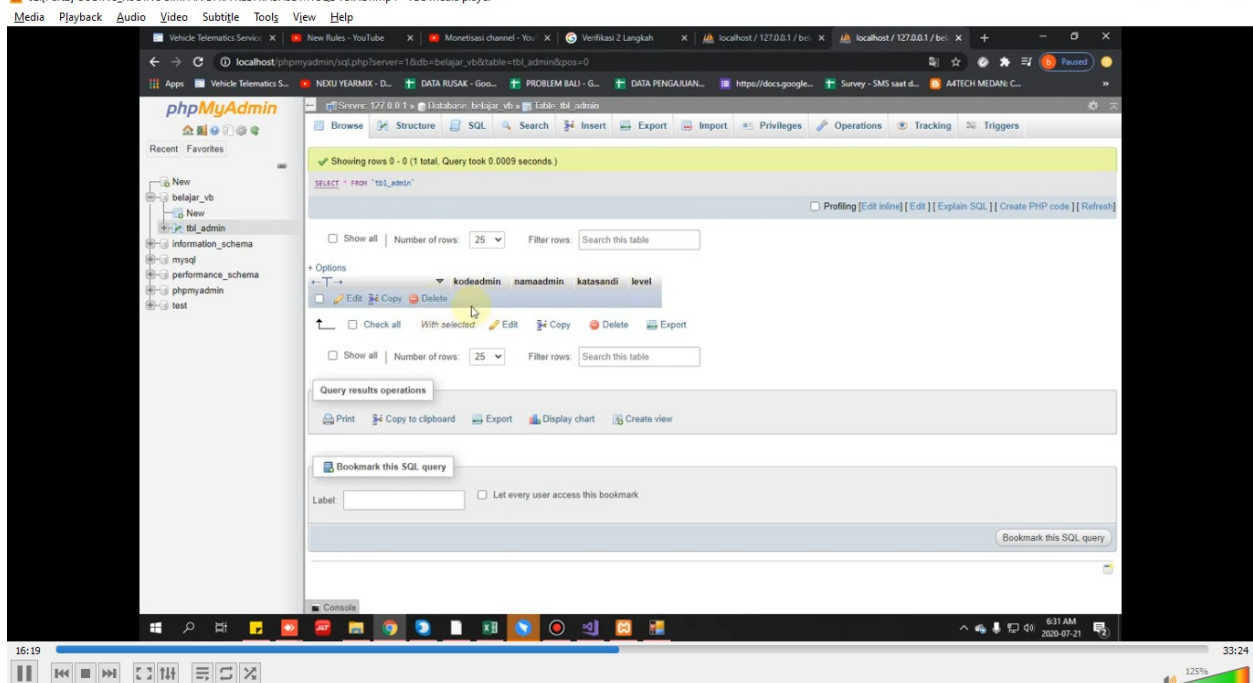 Media Playback Audio Video Subtitle Tools View Help
Vehicle Telematics Service New Rules - YouTube Monetisasi channel - You Verifikasi 2 Langkah localhost / 127.0.0.1 / bel localhost / 127.0.0.1 / bel
localhost/phpmyadmin/sql.php?server=1&db=belajar_vb&table=tbl_admin&pos=0 Paused
Apps Vehicle Telematics S... NEXU YEARMIX - D... DATA RUSAK - Goo... PROBLEM BALI - G... DATA PENGAJUAN... https://docs.google... Survey - SMS saat d... A4TECH MEDAN: C... »
phpMyAdmin
Recent Favorites
New
belajar_vb
New
tbl_admin
information_schema
mysql
performance_schema
phpmyadmin
test
Server: 127.0.0.1 » Database: belajar_vb » Table: tbl_admin
Browse Structure SQL Search Insert Export Import Privileges Operations Tracking Triggers
Showing rows 0 - 0 (1 total, Query took 0.0009 seconds.)
SELECT * FROM `tbl_admin`
Profiling [Edit inline] [ Edit ] [ Explain SQL ] [ Create PHP code ] [ Refresh]
Show all | Number of rows: 25 Filter rows: Search this table
+ Options
←T→ kodeadmin namaadmin katasandi level
Edit Copy Delete
Check all With selected: Edit Copy Delete Export
Show all | Number of rows: 25 Filter rows: Search this table
Query results operations
Print Copy to clipboard Export Display chart Create view
Bookmark this SQL query
Label: Let every user access this bookmark
Bookmark this SQL query
Console
6:31 AM
2020-07-21
16:19 33:24
125%